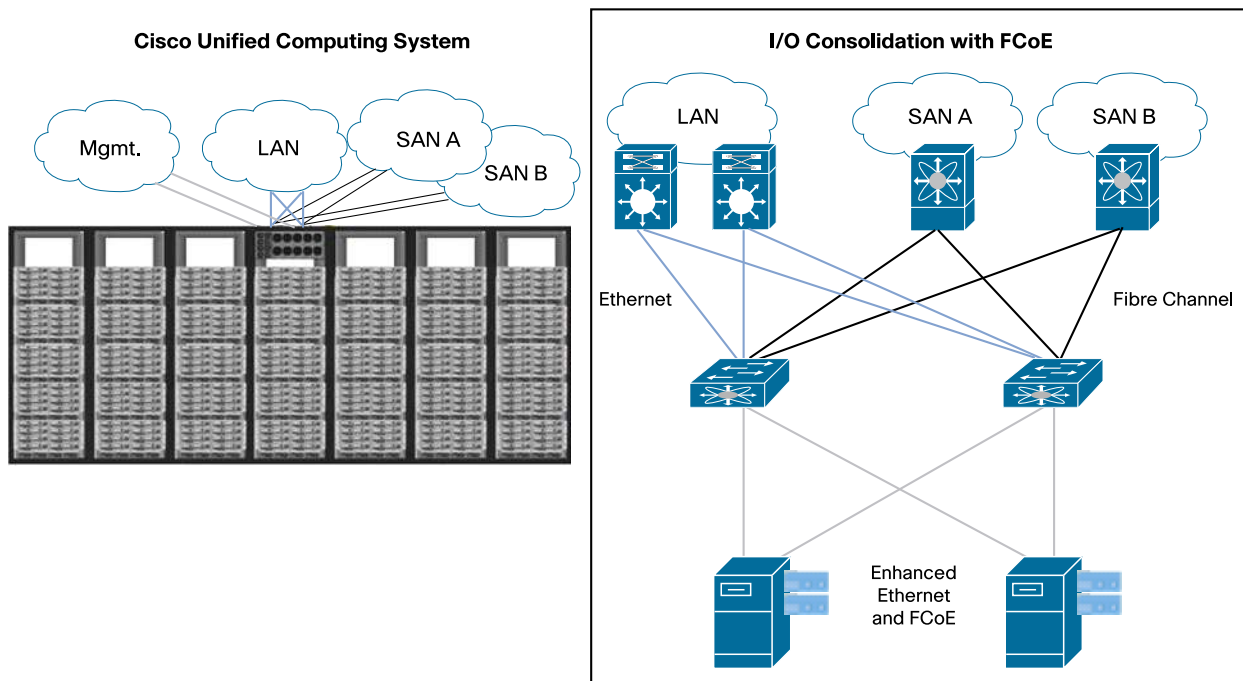 Cisco Unified Computing System
Mgmt.
LAN
SAN A
SAN B
I/O Consolidation with FCoE
LAN
SAN A
SAN B
Ethernet
Fibre Channel
Enhanced
Ethernet
and FCoE